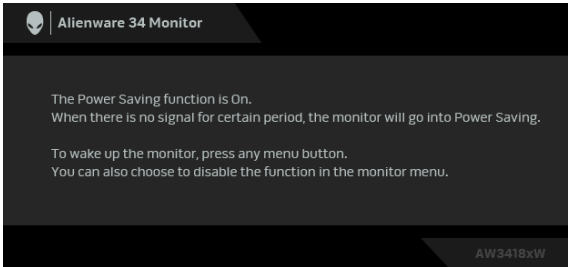 Alienware 34 Monitor
The Power Saving function is On.
When there is no signal for certain period, the monitor will go into Power Saving.
To wake up the monitor, press any menu button.
You can also choose to disable the function in the monitor menu.
AW3418xW